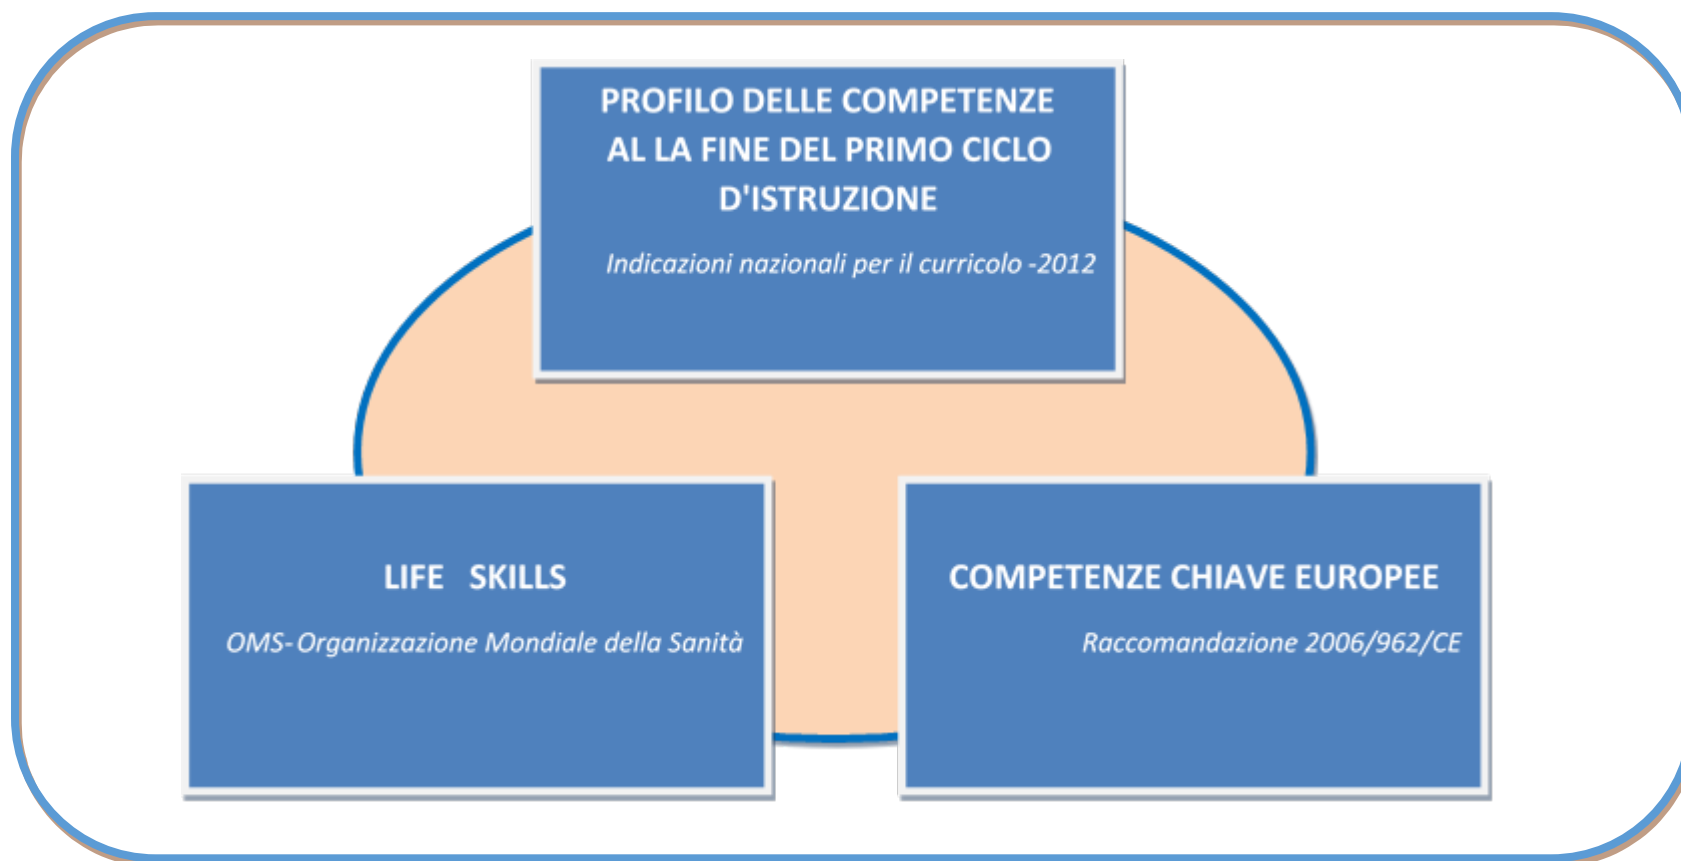 PROFILO DELLE COMPETENZE
AL LA FINE DEL PRIMO CICLO
D'ISTRUZIONE
Indicazioni nazionali per il curricolo -2012
LIFE SKILLS
OMS- Organizzazione Mondiale della Sanità
COMPETENZE CHIAVE EUROPEE
Raccomandazione 2006/962/CE